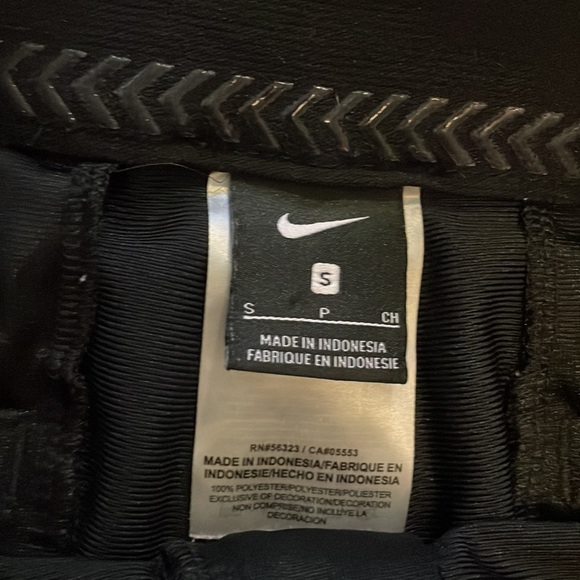 S
S P CH
MADE IN INDONESIA
FABRIQUE EN INDONESIE
RN#56323 / CA#05553
MADE IN INDONESIA/FABRIQUE EN
INDONESIE/HECHO EN INDONESIA
100% POLYESTER/POLYESTER/POLIESTER
EXCLUSIVE OF DECORATION/DECORATION
NON COMPRISE/NO INCLUYE LA
DECORACION